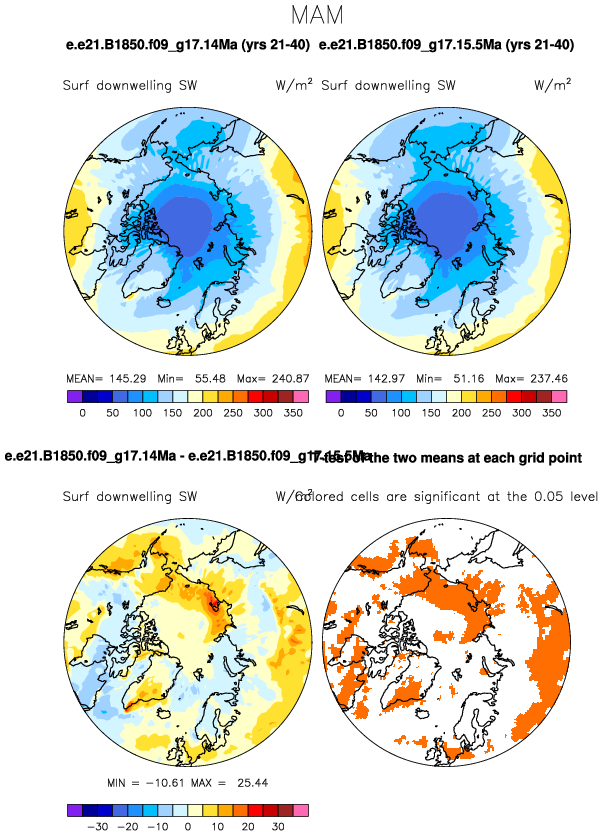 MAM
e.e21.B1850.f09_g17.14Ma (yrs 21-40) e.e21.B1850.f09_g17.15.5Ma (yrs 21-40)
Surf downwelling SW W/m² Surf downwelling SW W/m²
MEAN= 145.29 Min= 55.48 Max= 240.87 MEAN= 142.97 Min= 51.16 Max= 237.46
0 50 100 150 200 250 300 350 0 50 100 150 200 250 300 350
e.e21.B1850.f09_g17.14Ma - e.e21.B1850.f09_g17.15.5Ma T-test of the two means at each grid point
Surf downwelling SW W/m² Colored cells are significant at the 0.05 level
MIN = -10.61 MAX = 25.44
-30 -20 -10 0 10 20 30